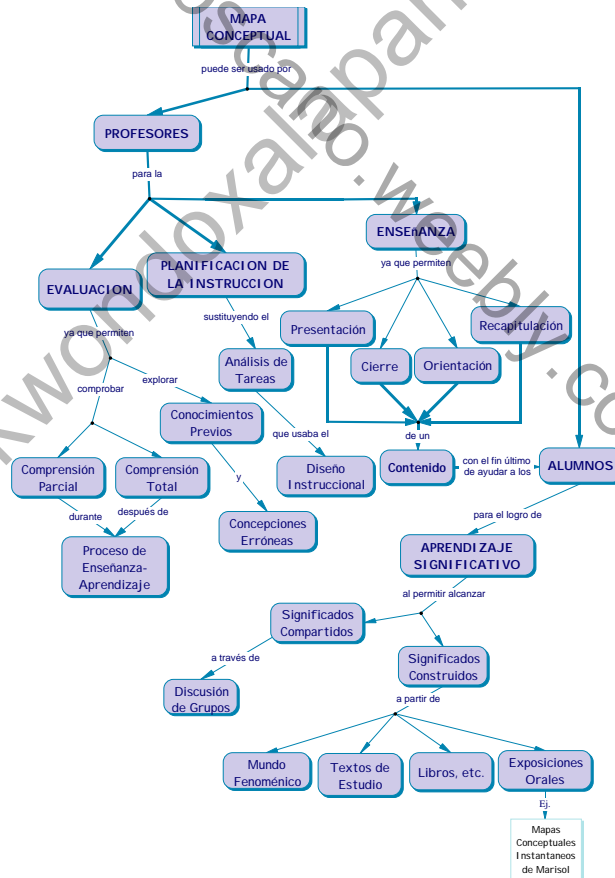 MAPA
CONCEPTUAL
puede ser usado por
PROFESORES
para la
ENSEñANZA
PLANIFICACION DE
LA INSTRUCCION
EVALUACION
ya que permiten
sustituyendo el
Presentación
Recapitulación
Cierre
Orientación
ya que permiten
comprobar
explorar
Análisis de
Tareas
Conocimientos
Previos
que usaba el
de un
Comprensión
Parcial
Comprensión
Total
y
Diseño
Instruccional
Contenido
con el fin último
de ayudar a los
ALUMNOS
durante
después de
Concepciones
Erróneas
para el logro de
Proceso de
Enseñanza-
Aprendizaje
APRENDIZAJE
SIGNIFICATIVO
al permitir alcanzar
Significados
Compartidos
a través de
Significados
Construidos
Discusión
de Grupos
a partir de
Mundo
Fenoménico
Textos de
Estudio
Libros, etc.
Exposiciones
Orales
Ej.
Mapas
Conceptuales
Instantaneos
de Marisol